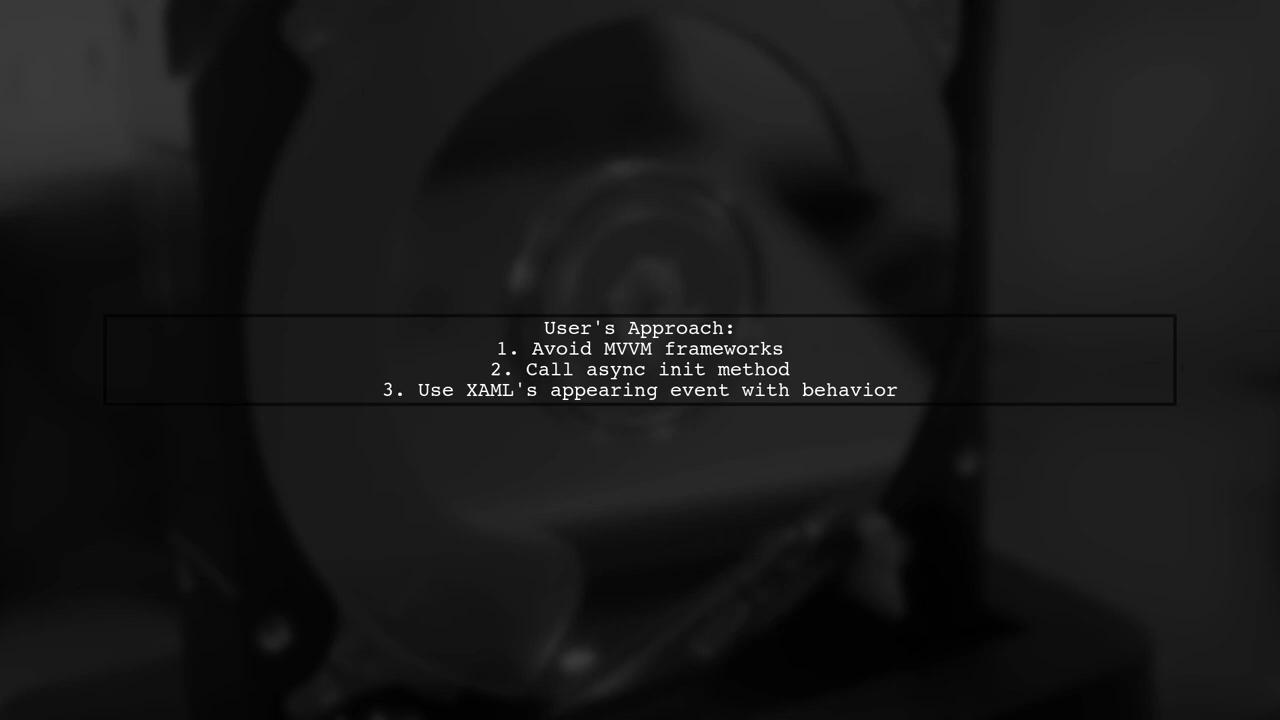 User's Approach:
1. Avoid MVVM frameworks
2. Call async init method
3. Use XAML's appearing event with behavior